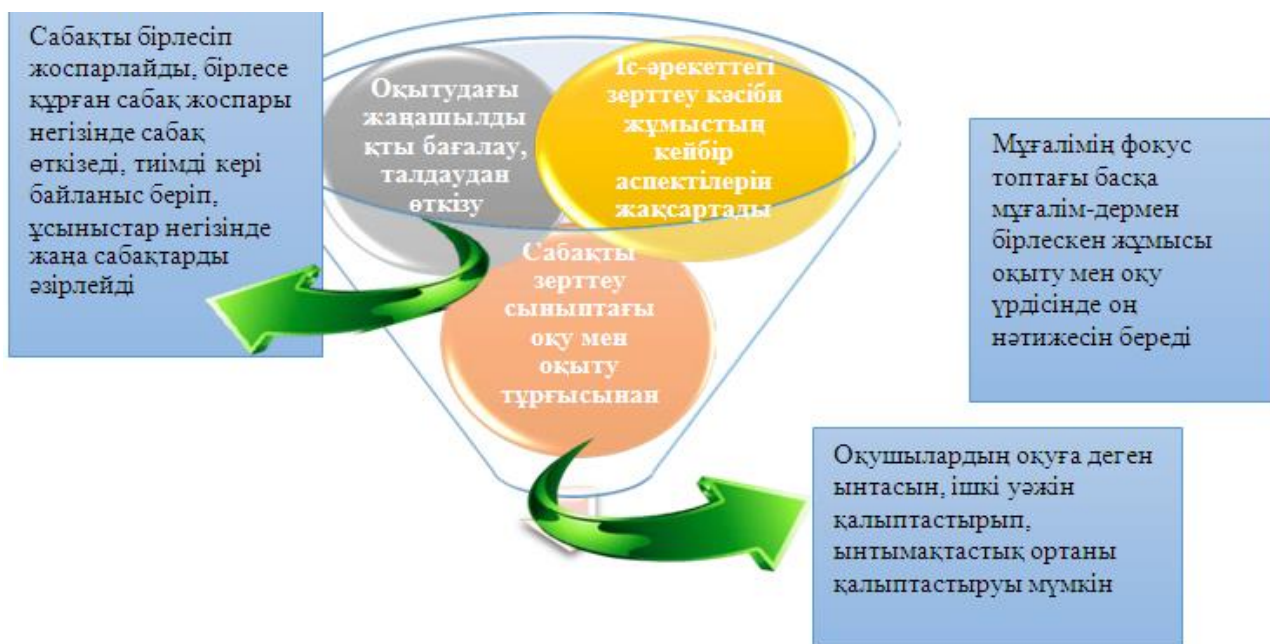 Сабақты бірлесіп
жоспарлайды, бірлесе
құрған сабақ жоспары
негізінде сабақ
өткізеді, тиімді кері
байланыс беріп,
ұсыныстар негізінде
жаңа сабақтарды
әзірлейді
Оқытудағы
жаңашылды
қты бағалау,
талдаудан
өткізу
Іс-әрекеттегі
зерттеу кәсіби
жұмыстың
кейбір
аспектілерін
жақсартады
Сабақты
зерттеу
сыныптағы
оқу мен
оқыту
тұрғысынан
Мұғалімің фокус
топтағы басқа
мұғалім-дермен
бірлескен жұмысы
оқыту мен оқу
үрдісінде оң
нәтижесін береді
Оқушылардың оқуға деген
ынтасын, ішкі уәжін
қалыптастырып,
ынтымақтастық ортаны
қалыптастыруы мүмкін